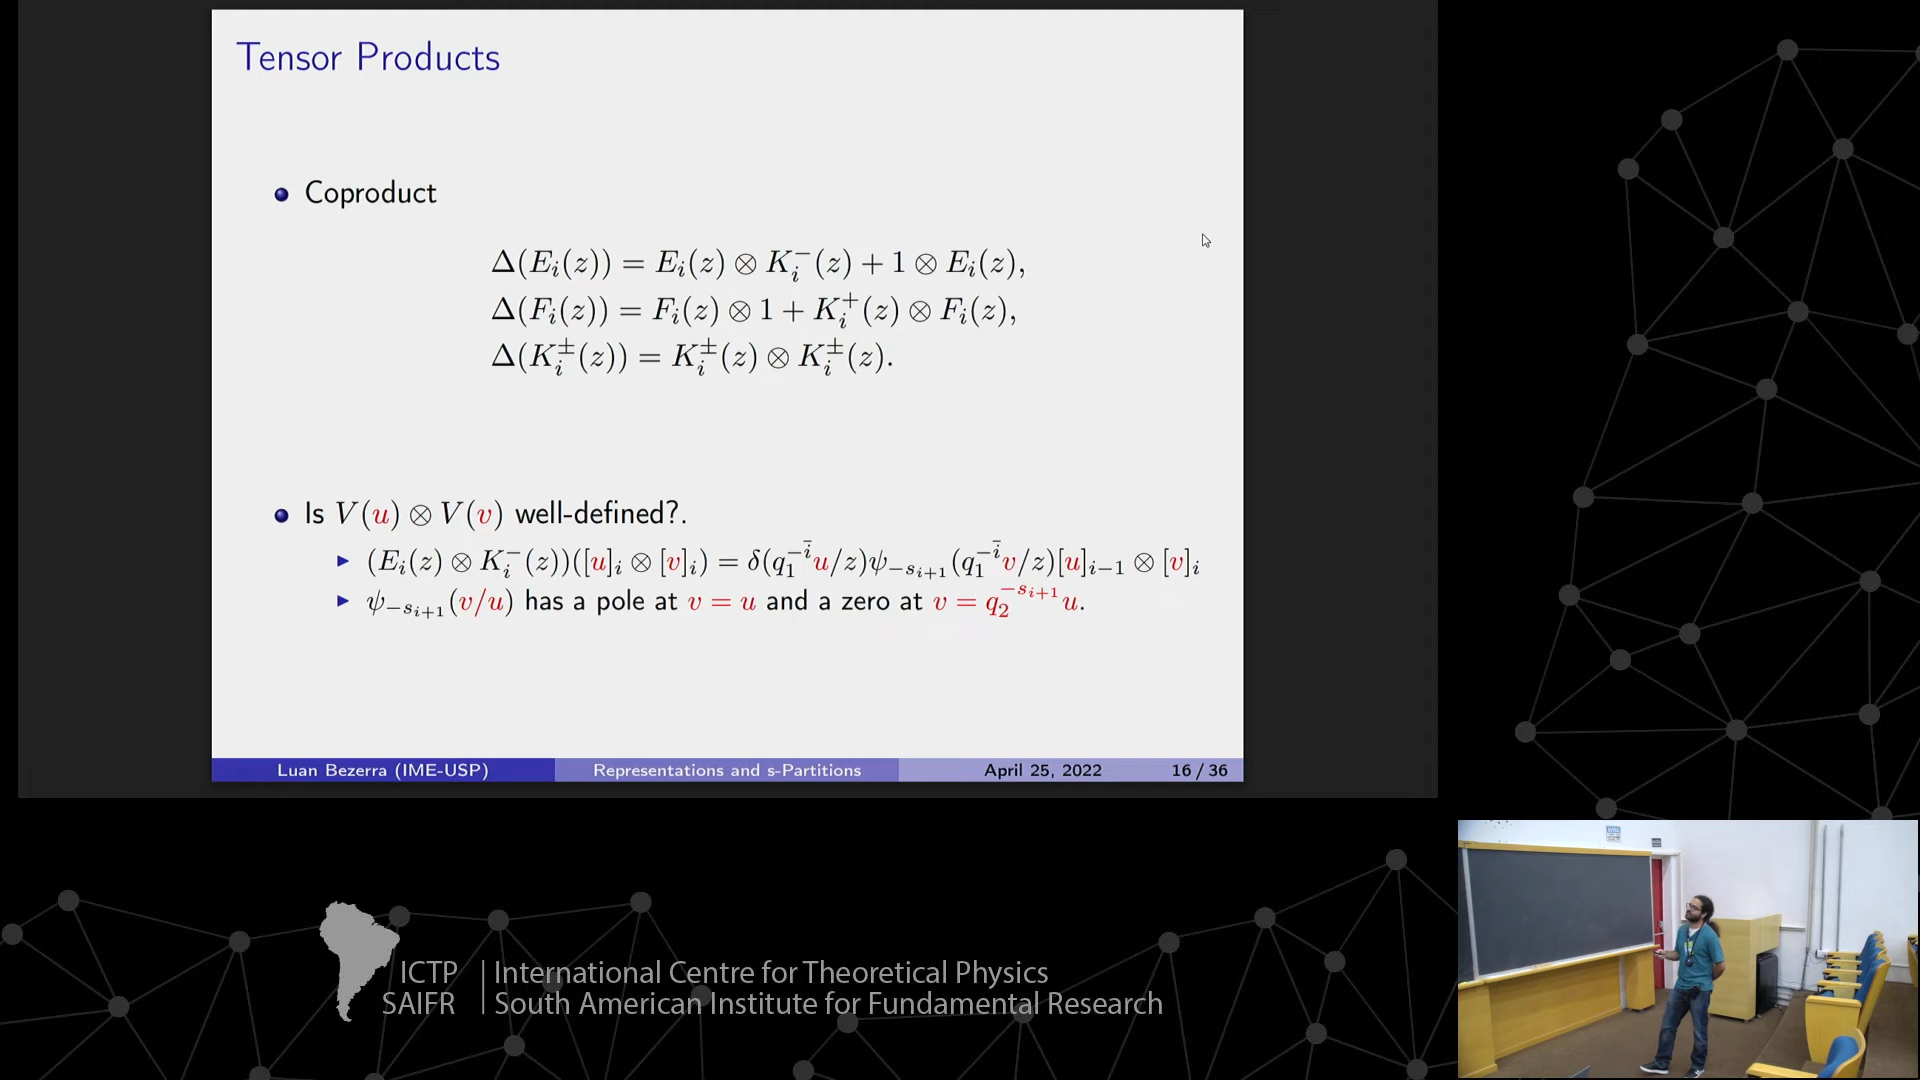 Tensor Products
Coproduct
Δ(E_i(z)) = E_i(z) ⊗ K_i^-(z) + 1 ⊗ E_i(z),
Δ(F_i(z)) = F_i(z) ⊗ 1 + K_i^+(z) ⊗ F_i(z),
Δ(K_i^±(z)) = K_i^±(z) ⊗ K_i^±(z).
Is V(u) ⊗ V(v) well-defined?.
(E_i(z) ⊗ K_i^-(z))([u]_i ⊗ [v]_i) = δ(q_1^{-\bar{i}}u/z)ψ_{-s_{i+1}}(q_1^{-\bar{i}}v/z)[u]_{i-1} ⊗ [v]_i
ψ_{-s_{i+1}}(v/u) has a pole at v = u and a zero at v = q_2^{-s_{i+1}}u.
Luan Bezerra (IME-USP) Representations and s-Partitions April 25, 2022 16 / 36
ICTP International Centre for Theoretical Physics
SAIFR South American Institute for Fundamental Research